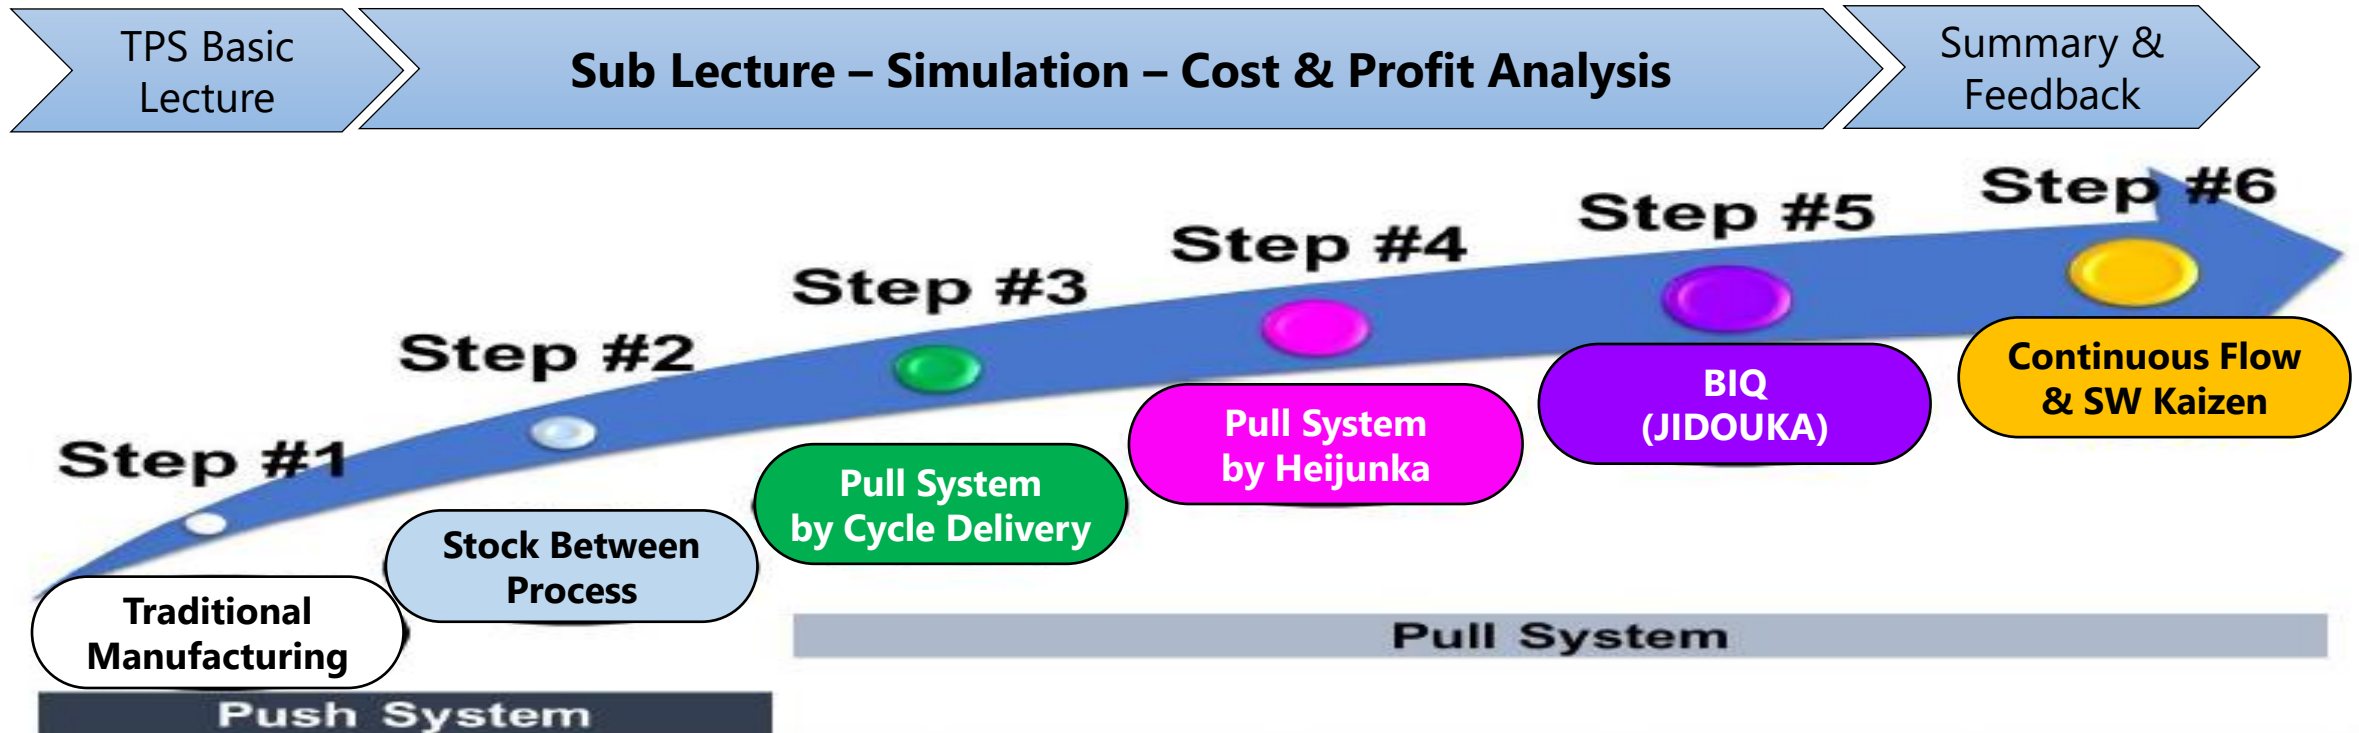 TPS Basic
Lecture
Sub Lecture – Simulation – Cost & Profit Analysis
Summary &
Feedback
Step #1
Step #2
Step #3
Step #4
Step #5
Step #6
Traditional
Manufacturing
Stock Between
Process
Pull System
by Cycle Delivery
Pull System
by Heijunka
BIQ
(JIDOUKA)
Continuous Flow
& SW Kaizen
Push System
Pull System